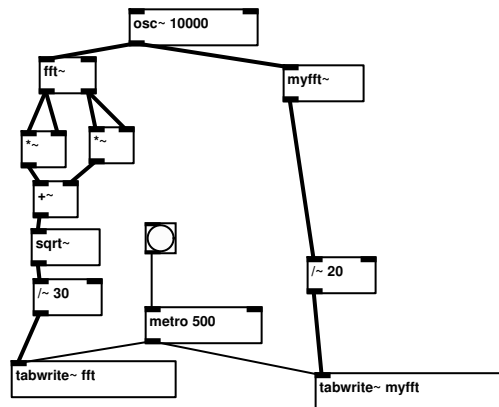 osc~ 10000
fft~
myfft~
*~
*~
+~
sqrt~
/~ 20
/~ 30
metro 500
tabwrite~ fft
tabwrite~ myfft